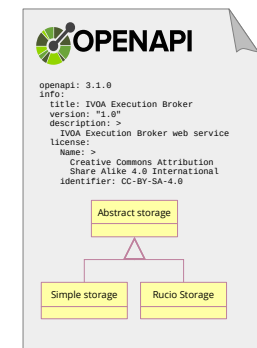 OPENAPI
openapi: 3.1.0
info:
  title: IVOA Execution Broker
  version: "1.0"
  description: >
    IVOA Execution Broker web service
  license:
    Name: >
      Creative Commons Attribution
      Share Alike 4.0 International
    identifier: CC-BY-SA-4.0
Abstract storage
Simple storage
Rucio Storage